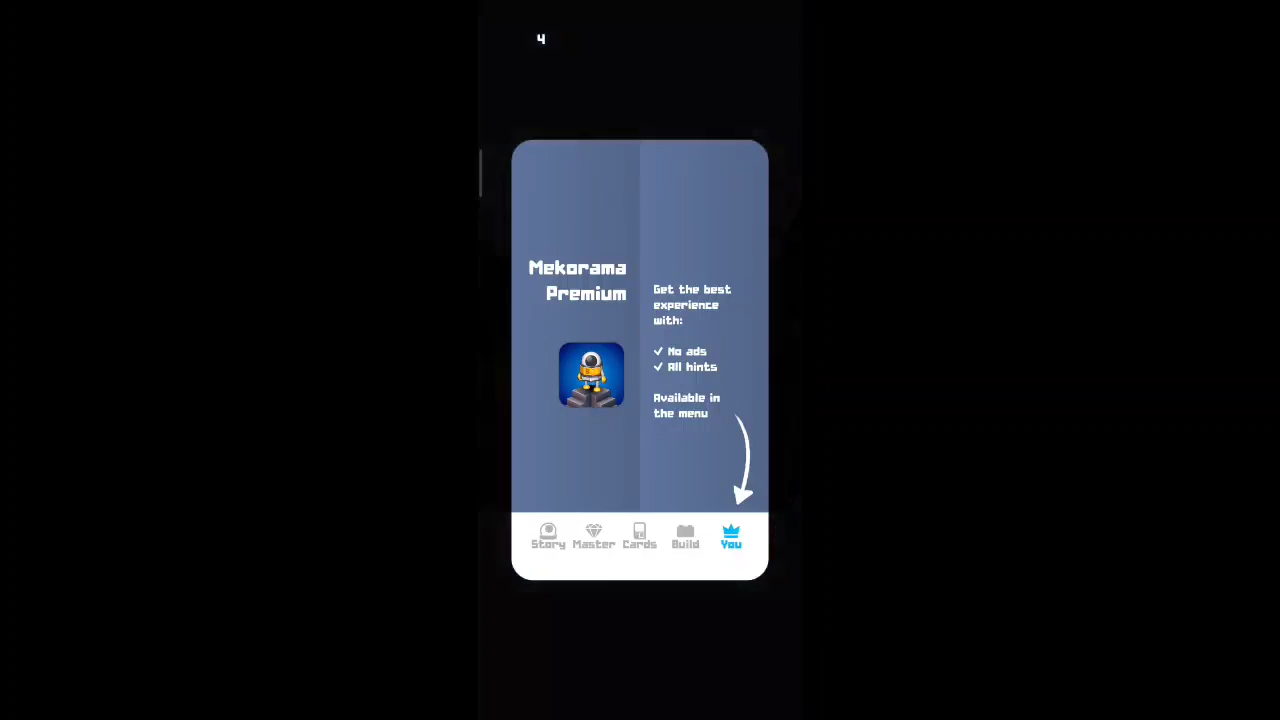 4
Mekorama
Premium
Get the best
experience
with:
✓ No ads
✓ All hints
Available in
the menu
Story Master Cards Build You